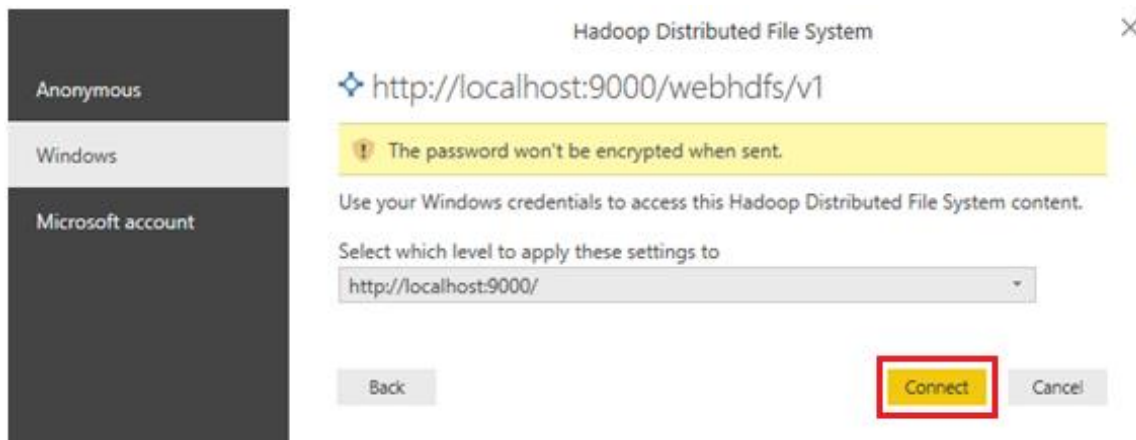 Hadoop Distributed File System
Anonymous
Windows
Microsoft account
http://localhost:9000/webhdfs/v1
The password won't be encrypted when sent.
Use your Windows credentials to access this Hadoop Distributed File System content.
Select which level to apply these settings to
http://localhost:9000/
Back
Connect
Cancel